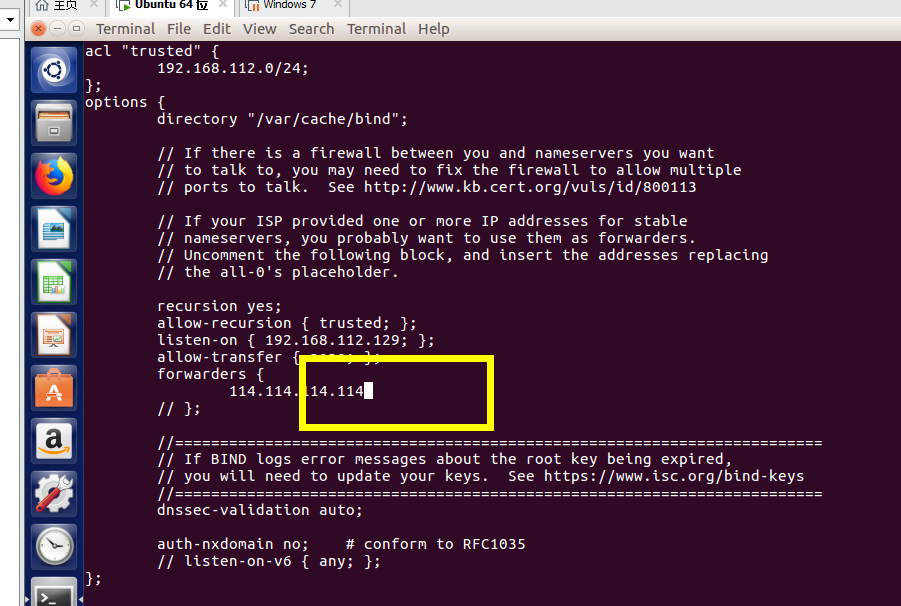 主页 Ubuntu 64 位 Windows 7
Terminal File Edit View Search Terminal Help
acl "trusted" {
192.168.112.0/24;
};
options {
directory "/var/cache/bind";
// If there is a firewall between you and nameservers you want
// to talk to, you may need to fix the firewall to allow multiple
// ports to talk.  See http://www.kb.cert.org/vuls/id/800113
// If your ISP provided one or more IP addresses for stable
// nameservers, you probably want to use them as forwarders.
// Uncomment the following block, and insert the addresses replacing
// the all-0's placeholder.
recursion yes;
allow-recursion { trusted; };
listen-on { 192.168.112.129; };
allow-transfer { };
forwarders {
114.114.114.114
// };
//========================================================================
// If BIND logs error messages about the root key being expired,
// you will need to update your keys.  See https://www.isc.org/bind-keys
//========================================================================
dnssec-validation auto;
auth-nxdomain no;    # conform to RFC1035
// listen-on-v6 { any; };
};